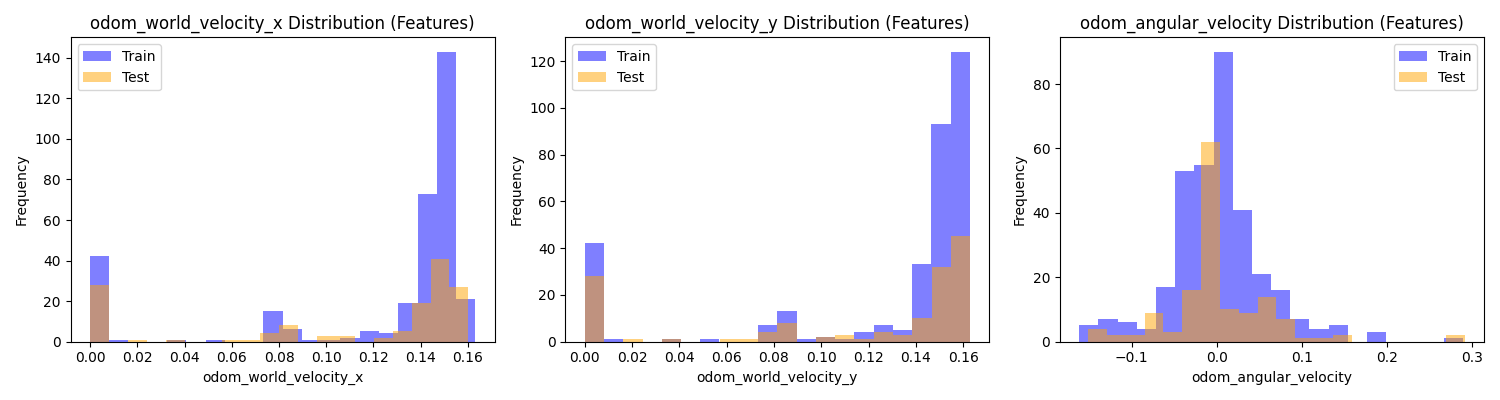 odom_world_velocity_x Distribution (Features)
Train
Test
140
120
100
80
60
40
20
0
Frequency
0.00 0.02 0.04 0.06 0.08 0.10 0.12 0.14 0.16
odom_world_velocity_x
odom_world_velocity_y Distribution (Features)
Train
Test
120
100
80
60
40
20
0
Frequency
0.00 0.02 0.04 0.06 0.08 0.10 0.12 0.14 0.16
odom_world_velocity_y
odom_angular_velocity Distribution (Features)
Train
Test
80
60
40
20
0
Frequency
−0.1 0.0 0.1 0.2 0.3
odom_angular_velocity